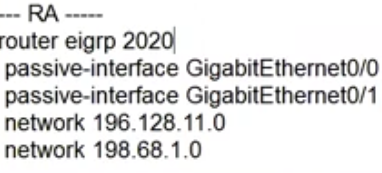 --- RA -----
router eigrp 2020
passive-interface GigabitEthernet0/0
passive-interface GigabitEthernet0/1
network 196.128.11.0
network 198.68.1.0